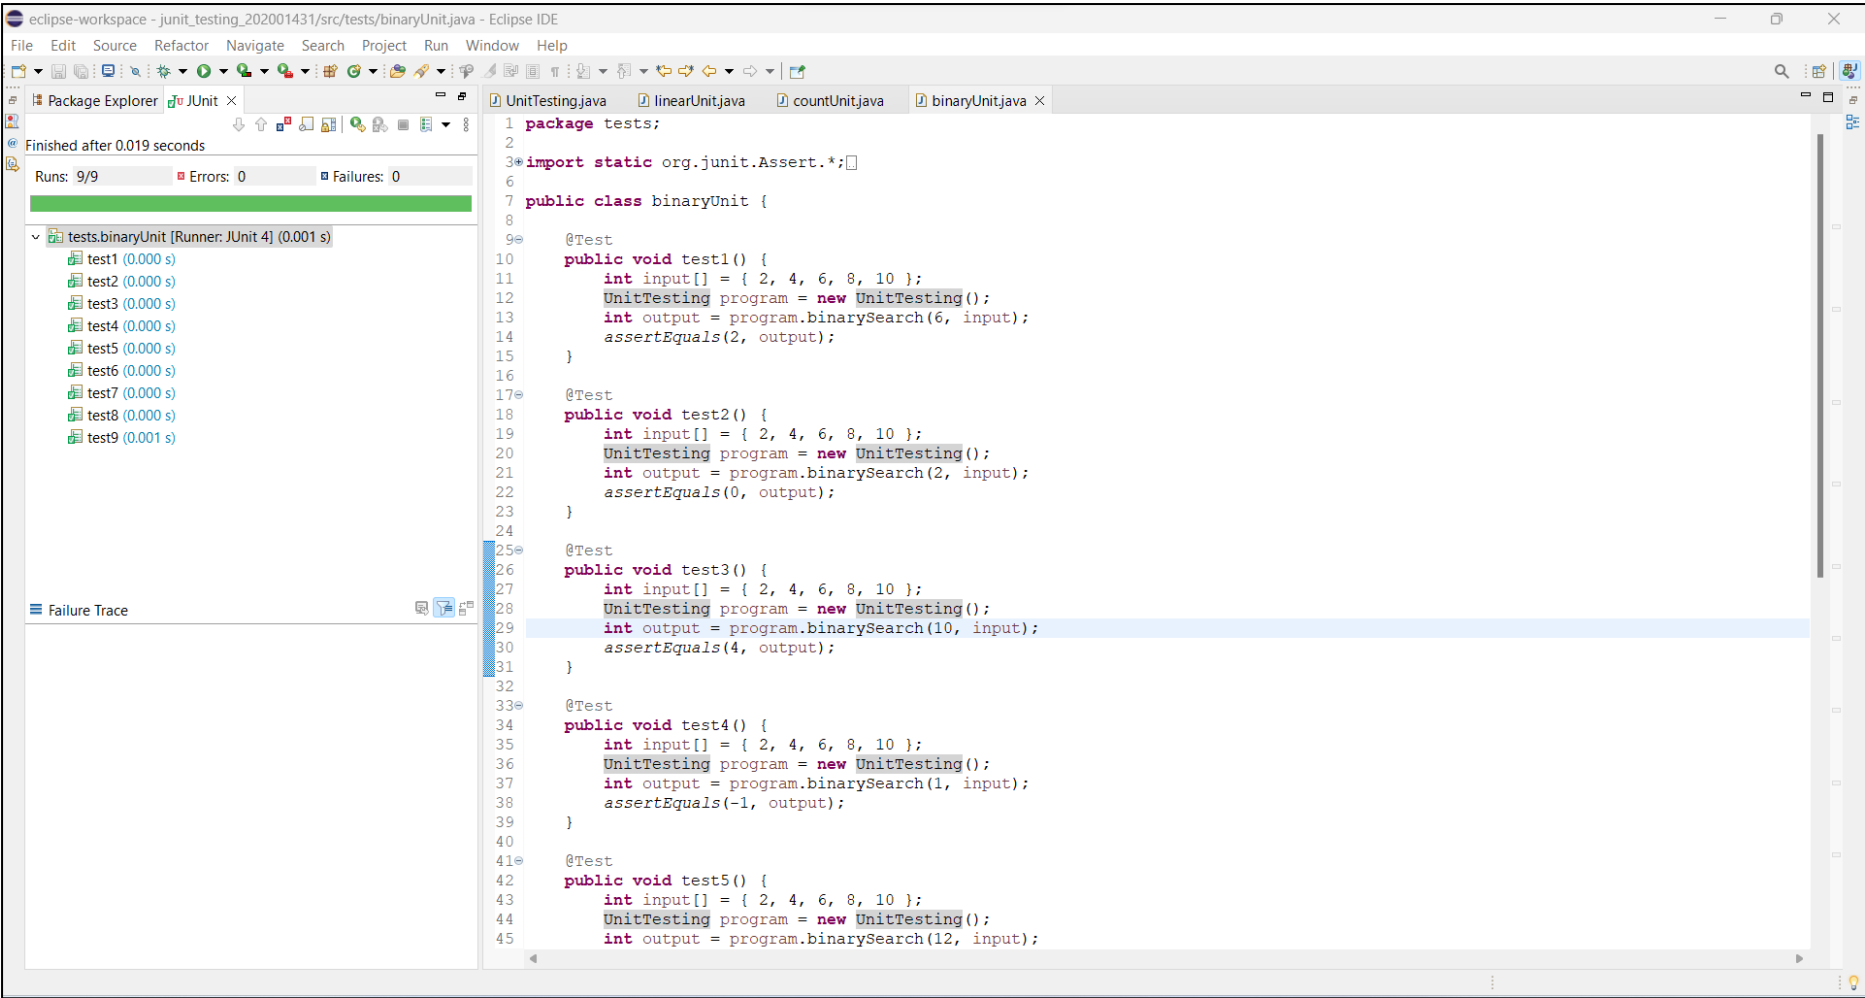 eclipse-workspace - junit_testing_202001431/src/tests/binaryUnit.java - Eclipse IDE
File Edit Source Refactor Navigate Search Project Run Window Help
Package Explorer JUnit
Finished after 0.019 seconds
Runs: 9/9 Errors: 0 Failures: 0
tests.binaryUnit [Runner: JUnit 4] (0.001 s)
test1 (0.000 s)
test2 (0.000 s)
test3 (0.000 s)
test4 (0.000 s)
test5 (0.000 s)
test6 (0.000 s)
test7 (0.000 s)
test8 (0.000 s)
test9 (0.001 s)
Failure Trace
UnitTesting.java linearUnit.java countUnit.java binaryUnit.java
1 package tests;
2
3 import static org.junit.Assert.*;
6
7 public class binaryUnit {
8
9 @Test
10 public void test1() {
11 int input[] = { 2, 4, 6, 8, 10 };
12 UnitTesting program = new UnitTesting();
13 int output = program.binarySearch(6, input);
14 assertEquals(2, output);
15 }
16
17 @Test
18 public void test2() {
19 int input[] = { 2, 4, 6, 8, 10 };
20 UnitTesting program = new UnitTesting();
21 int output = program.binarySearch(2, input);
22 assertEquals(0, output);
23 }
24
25 @Test
26 public void test3() {
27 int input[] = { 2, 4, 6, 8, 10 };
28 UnitTesting program = new UnitTesting();
29 int output = program.binarySearch(10, input);
30 assertEquals(4, output);
31 }
32
33 @Test
34 public void test4() {
35 int input[] = { 2, 4, 6, 8, 10 };
36 UnitTesting program = new UnitTesting();
37 int output = program.binarySearch(1, input);
38 assertEquals(-1, output);
39 }
40
41 @Test
42 public void test5() {
43 int input[] = { 2, 4, 6, 8, 10 };
44 UnitTesting program = new UnitTesting();
45 int output = program.binarySearch(12, input);